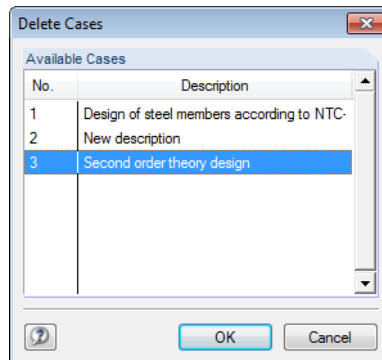 Delete Cases
Available Cases
No. Description
1 Design of steel members according to NTC-
2 New description
3 Second order theory design
OK Cancel